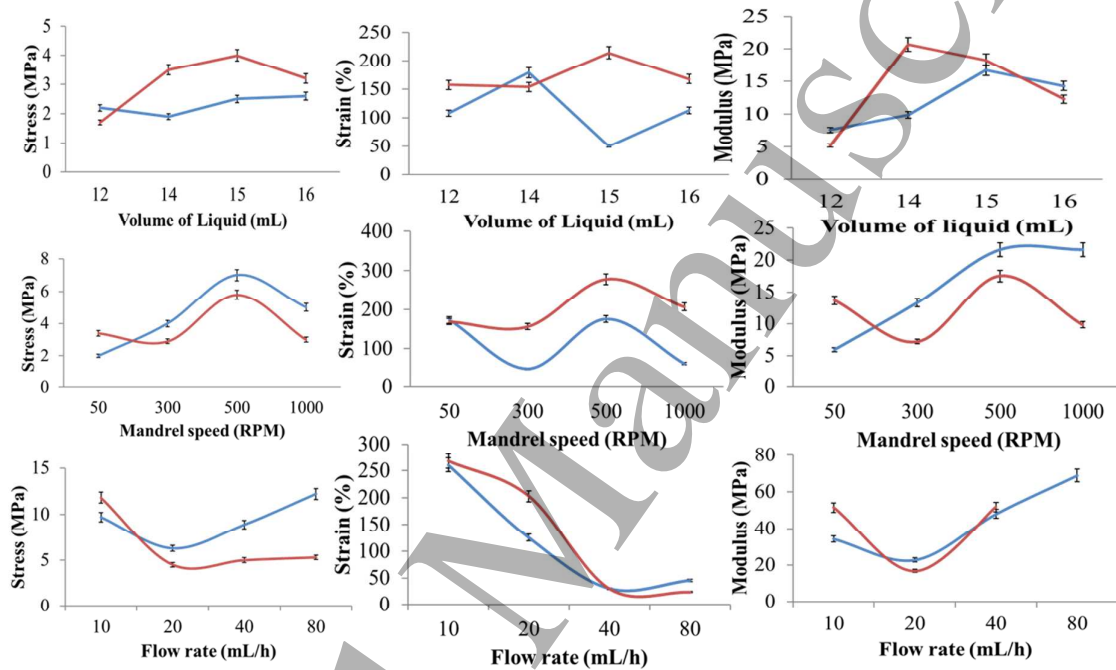 Stress (MPa)
5
4
3
2
1
0
12 14 15 16
Volume of Liquid (mL)
Strain (%)
250
200
150
100
50
0
12 14 15 16
Volume of Liquid (mL)
Modulus (MPa)
25
20
15
10
5
0
12 14 15 16
Volume of liquid (mL)
Stress (MPa)
8
6
4
2
0
50 300 500 1000
Mandrel speed (RPM)
Strain (%)
400
300
200
100
0
50 300 500 1000
Mandrel speed (RPM)
Modulus (MPa)
25
20
15
10
5
0
50 300 500 1000
Mandrel speed (RPM)
Stress (MPa)
15
10
5
0
10 20 40 80
Flow rate (mL/h)
Strain (%)
300
250
200
150
100
50
0
10 20 40 80
Flow rate (mL/h)
Modulus (MPa)
80
60
40
20
0
10 20 40 80
Flow rate (mL/h)
Manusc